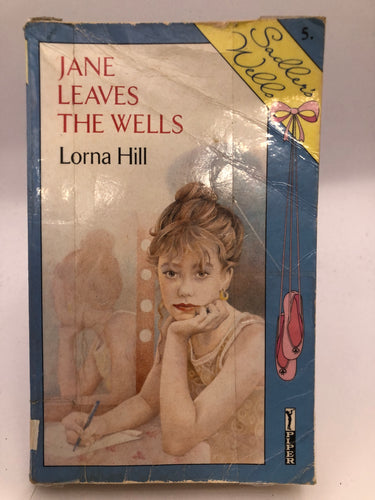 JANE
LEAVES
THE WELLS
Lorna Hill
Sadler's
Wells
5.
PIPER